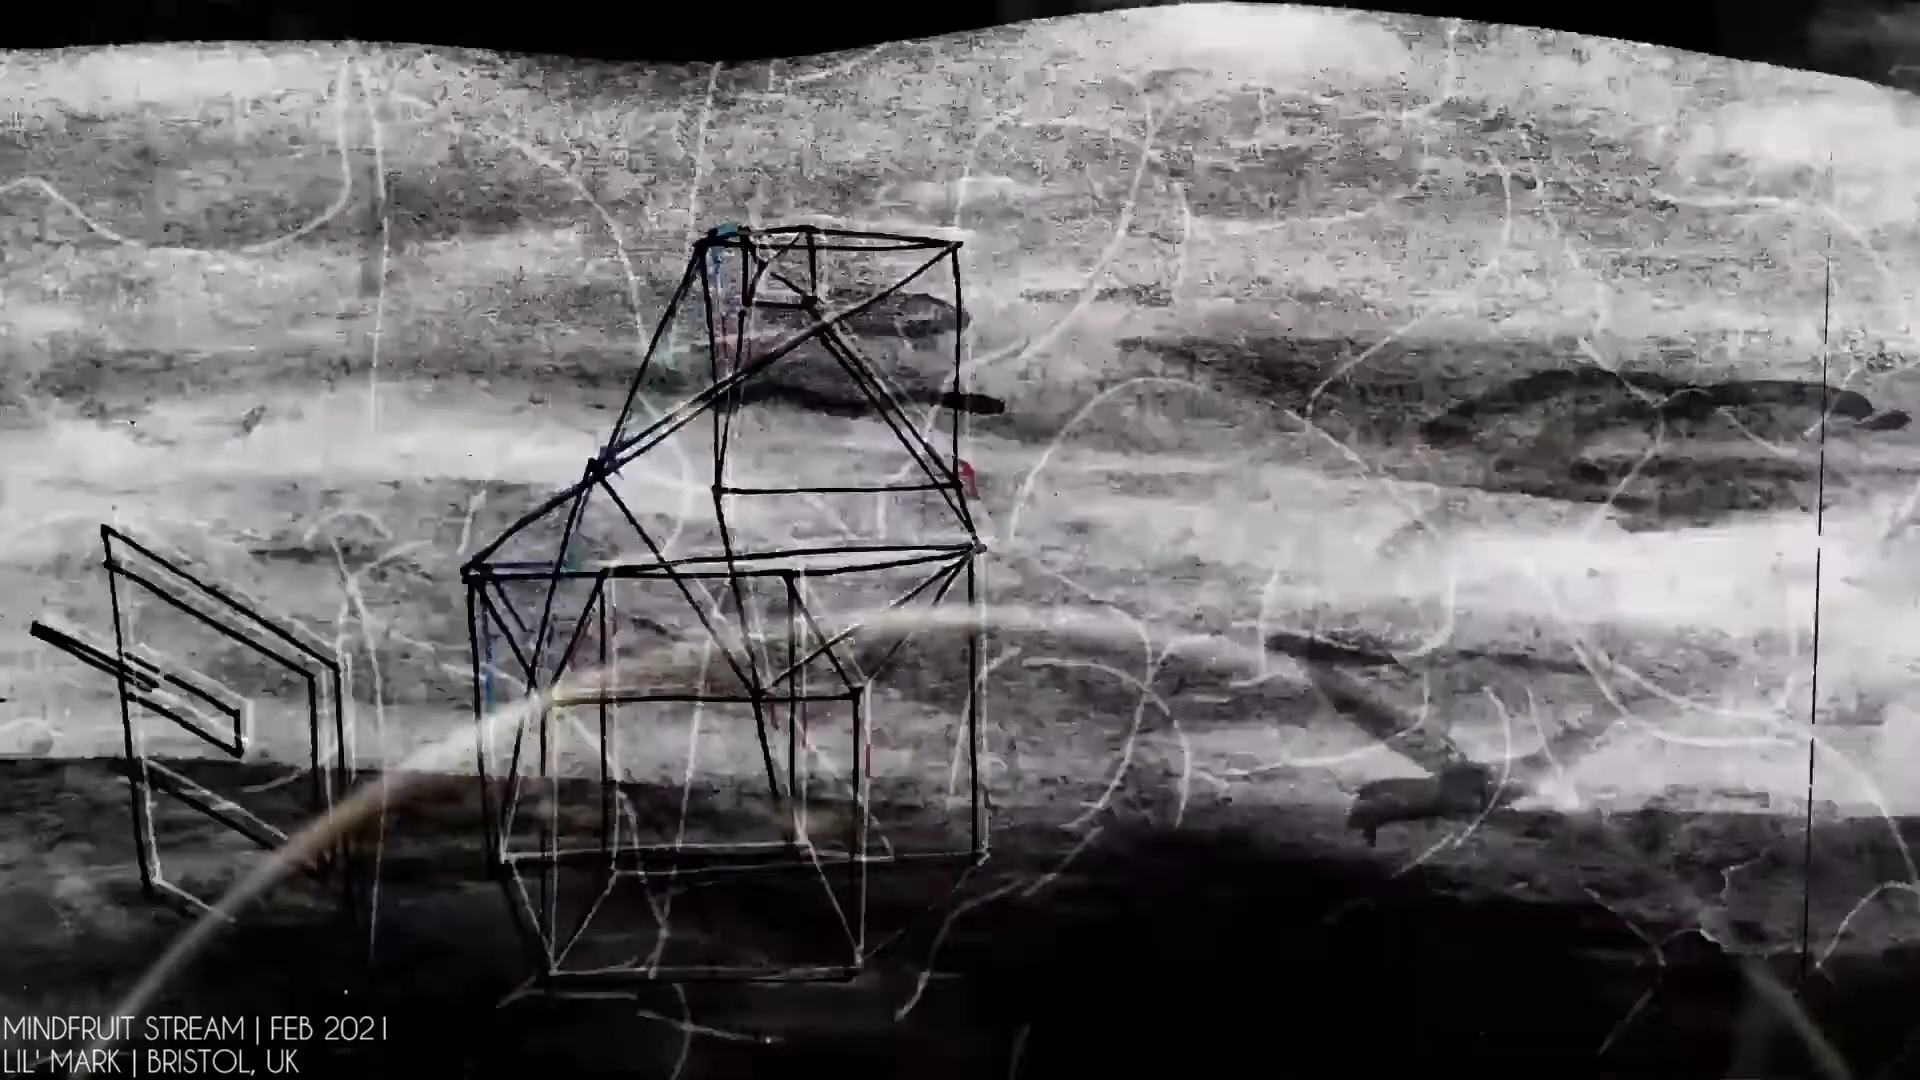 MINDFRUIT STREAM | FEB 2021
LIL' MARK | BRISTOL, UK